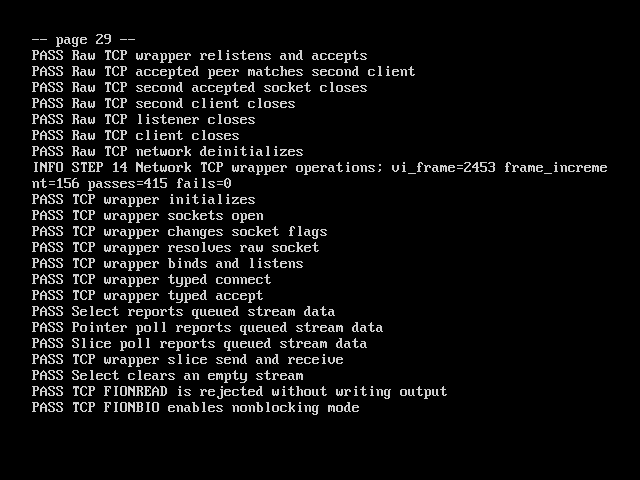 -- page 29 --
PASS Raw TCP wrapper relistens and accepts
PASS Raw TCP accepted peer matches second client
PASS Raw TCP second accepted socket closes
PASS Raw TCP second client closes
PASS Raw TCP listener closes
PASS Raw TCP client closes
PASS Raw TCP network deinitializes
INFO STEP 14 Network TCP wrapper operations; vi_frame=2453 frame_increme
nt=156 passes=415 fails=0
PASS TCP wrapper initializes
PASS TCP wrapper sockets open
PASS TCP wrapper changes socket flags
PASS TCP wrapper resolves raw socket
PASS TCP wrapper binds and listens
PASS TCP wrapper typed connect
PASS TCP wrapper typed accept
PASS Select reports queued stream data
PASS Pointer poll reports queued stream data
PASS Slice poll reports queued stream data
PASS TCP wrapper slice send and receive
PASS Select clears an empty stream
PASS TCP FIONREAD is rejected without writing output
PASS TCP FIONBIO enables nonblocking mode